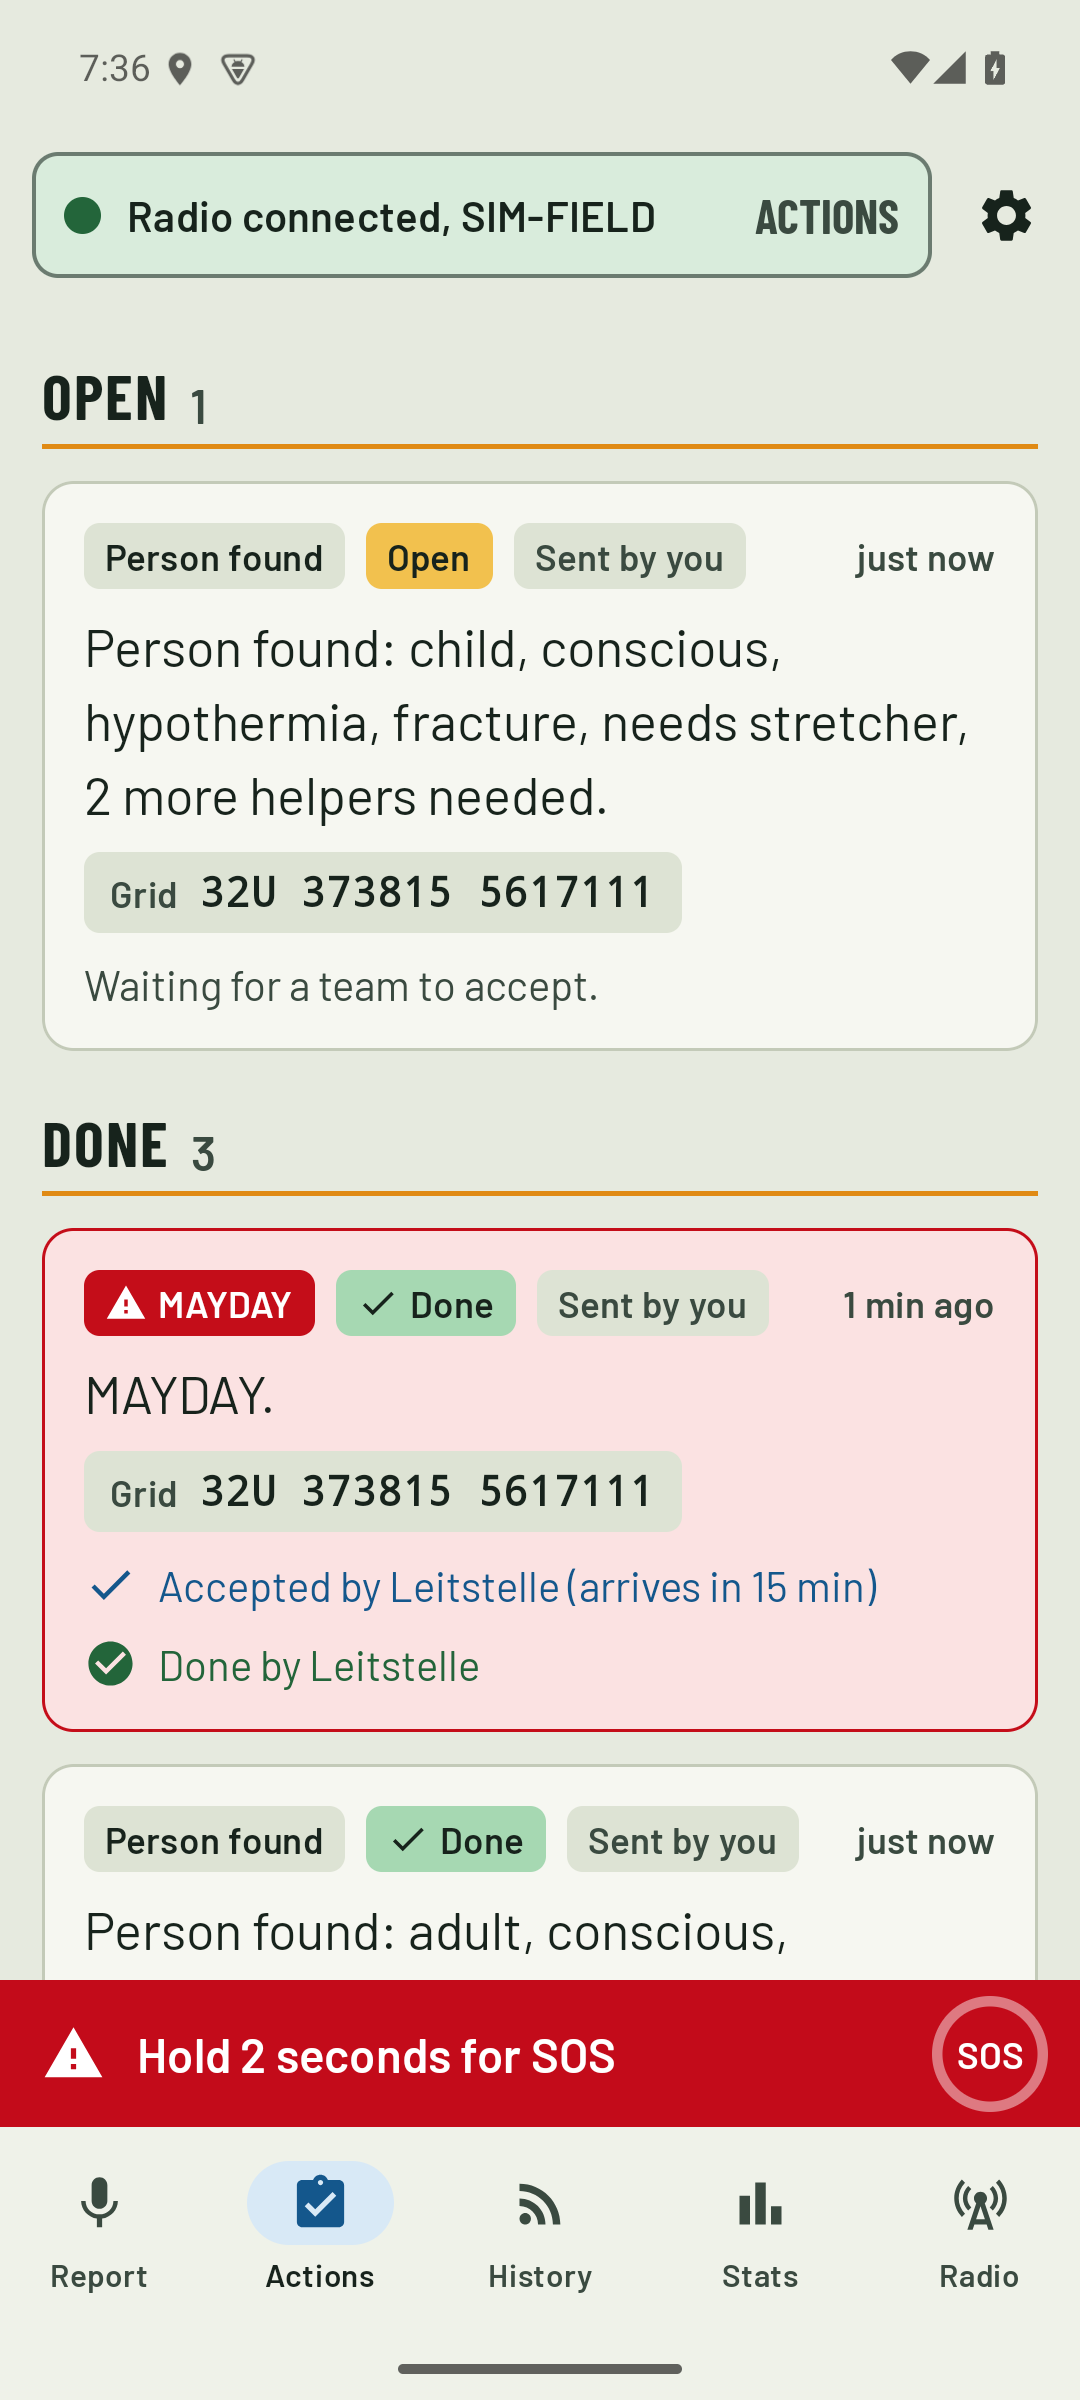 7:36
Radio connected, SIM-FIELD ACTIONS
OPEN 1
Person found Open Sent by you just now
Person found: child, conscious,
hypothermia, fracture, needs stretcher,
2 more helpers needed.
Grid 32U 373815 5617111
Waiting for a team to accept.
DONE 3
MAYDAY Done Sent by you 1 min ago
MAYDAY.
Grid 32U 373815 5617111
Accepted by Leitstelle (arrives in 15 min)
Done by Leitstelle
Person found Done Sent by you just now
Person found: adult, conscious,
Hold 2 seconds for SOS SOS
Report Actions History Stats Radio